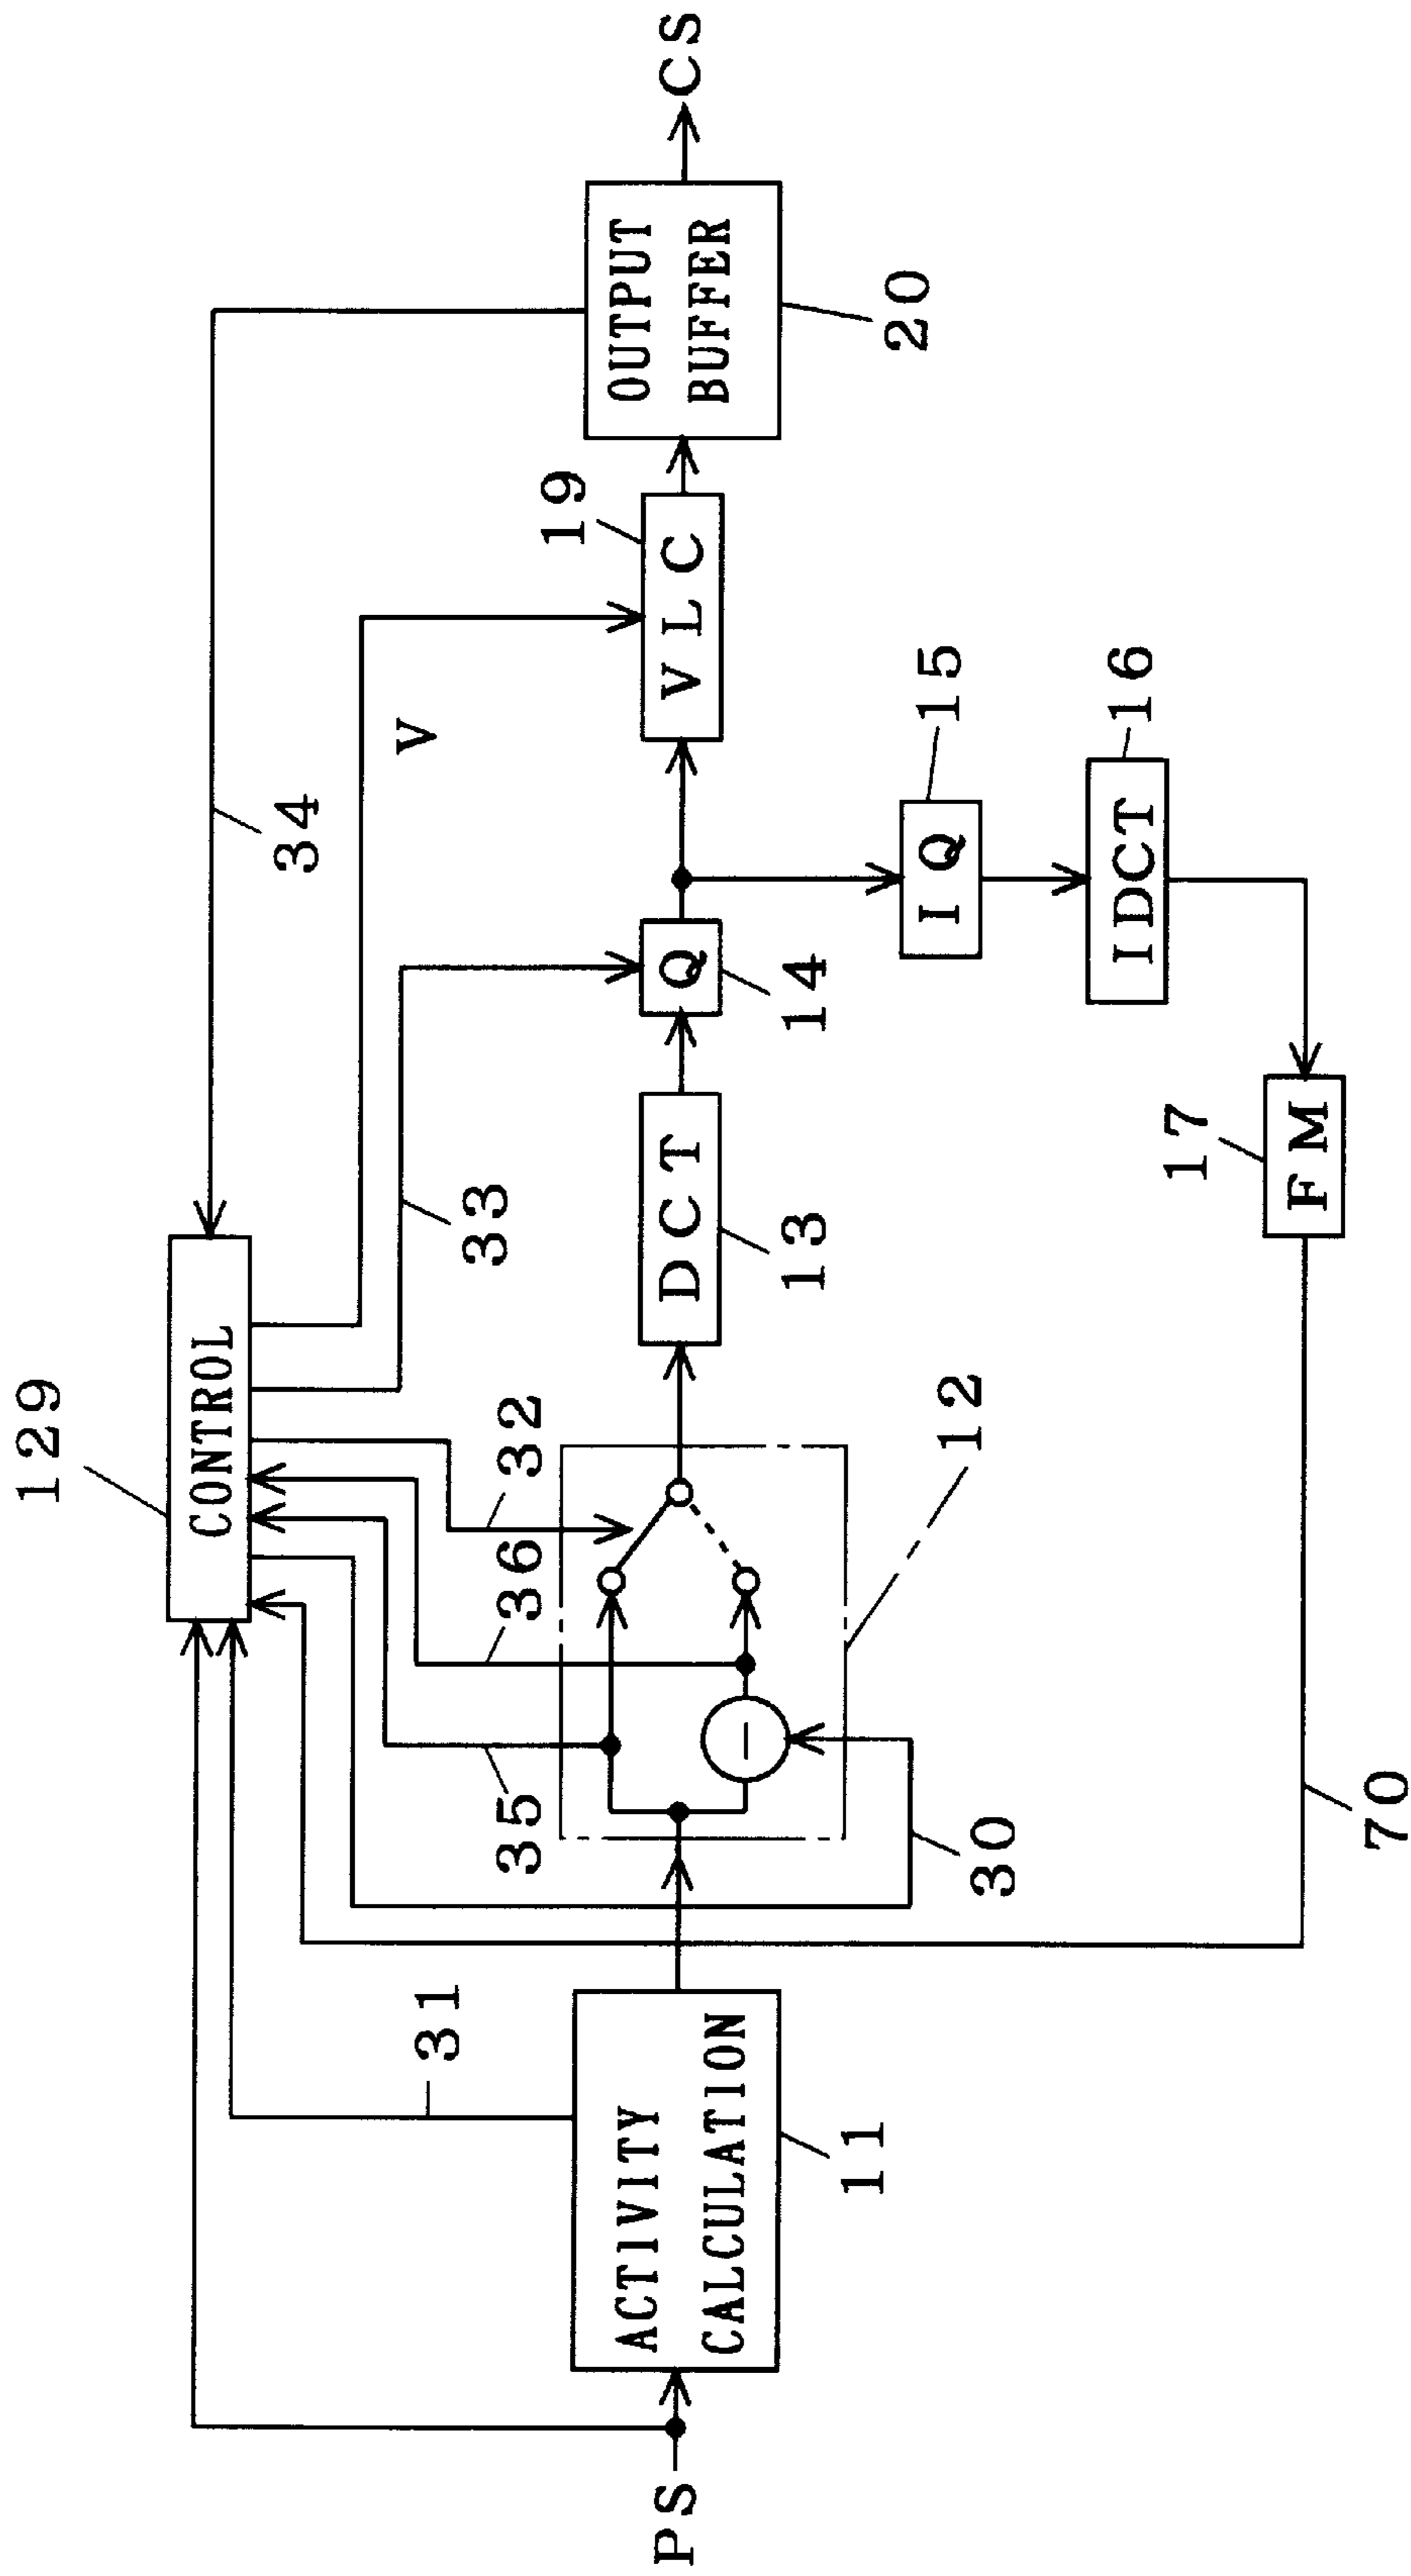 129
CONTROL
34
V
33
32
36
35
31
PS
ACTIVITY
CALCULATION
11
12
30
DCT
13
Q
14
VLC
19
OUTPUT
BUFFER
20
CS
IQ
15
IDCT
16
FM
17
70